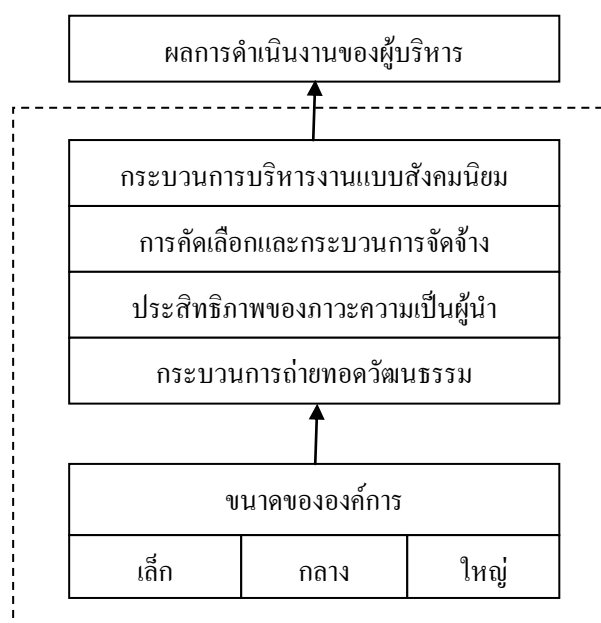 ผลการดำเนินงานของผู้บริหาร
กระบวนการบริหารงานแบบสังคมนิยม
การคัดเลือกและกระบวนการจัดจ้าง
ประสิทธิภาพของภาวะความเป็นผู้นำ
กระบวนการถ่ายทอดวัฒนธรรม
ขนาดขององค์การ
เล็ก กลาง ใหญ่